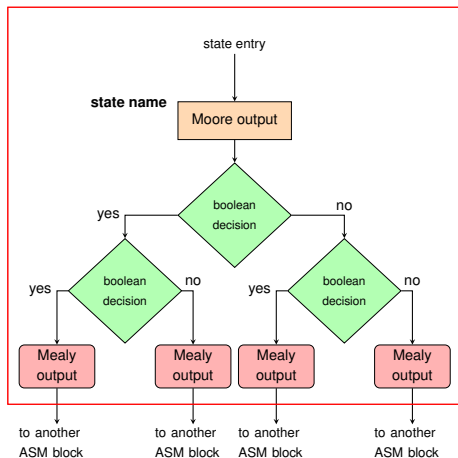 state entry
state name
Moore output
boolean
decision
yes
no
boolean
decision
boolean
decision
yes
no
yes
no
Mealy
output
Mealy
output
Mealy
output
Mealy
output
to another
ASM block
to another
ASM block
to another
ASM block
to another
ASM block